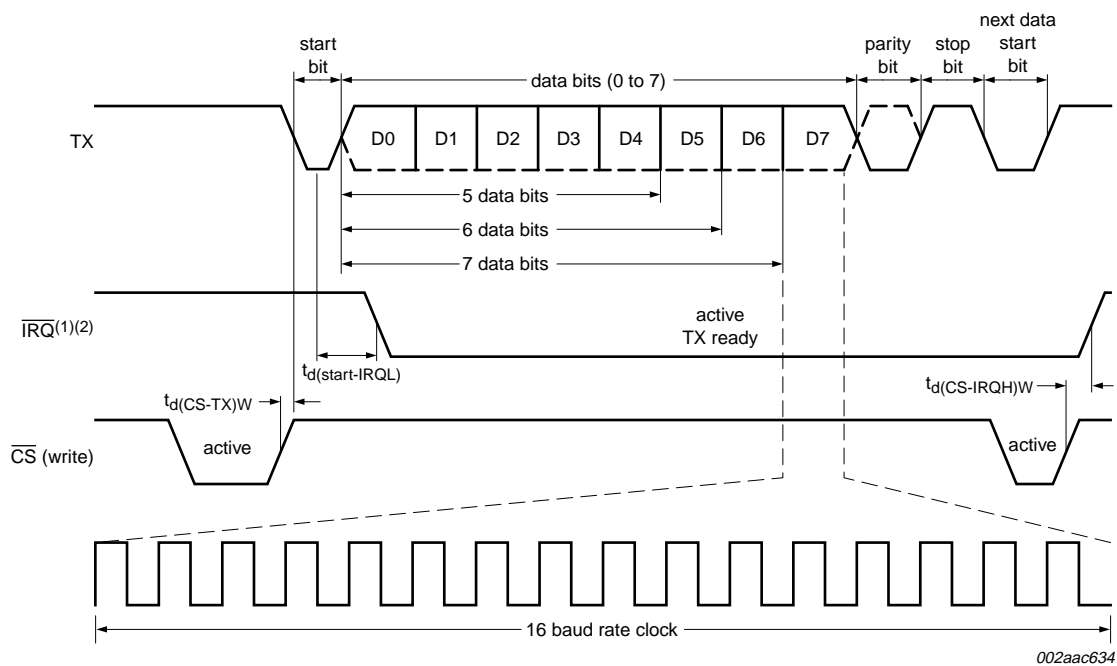 start
bit
data bits (0 to 7)
parity
bit
stop
bit
next data
start
bit
TX
D0
D1
D2
D3
D4
D5
D6
D7
5 data bits
6 data bits
7 data bits
IRQ(1)(2)
active
TX ready
td(start-IRQL)
td(CS-TX)W
td(CS-IRQH)W
CS (write)
active
active
16 baud rate clock
002aac634